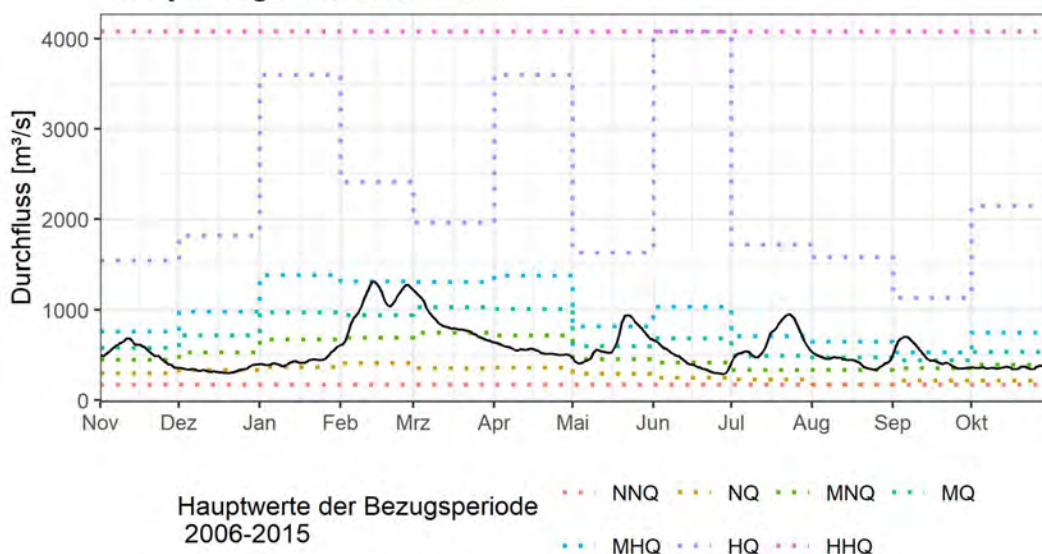 4000
3000
2000
1000
0
Durchfluss [m³/s]
Nov Dez Jan Feb Mrz Apr Mai Jun Jul Aug Sep Okt
Hauptwerte der Bezugsperiode
2006-2015
NNQ NQ MNQ MQ
MHQ HQ HHQ